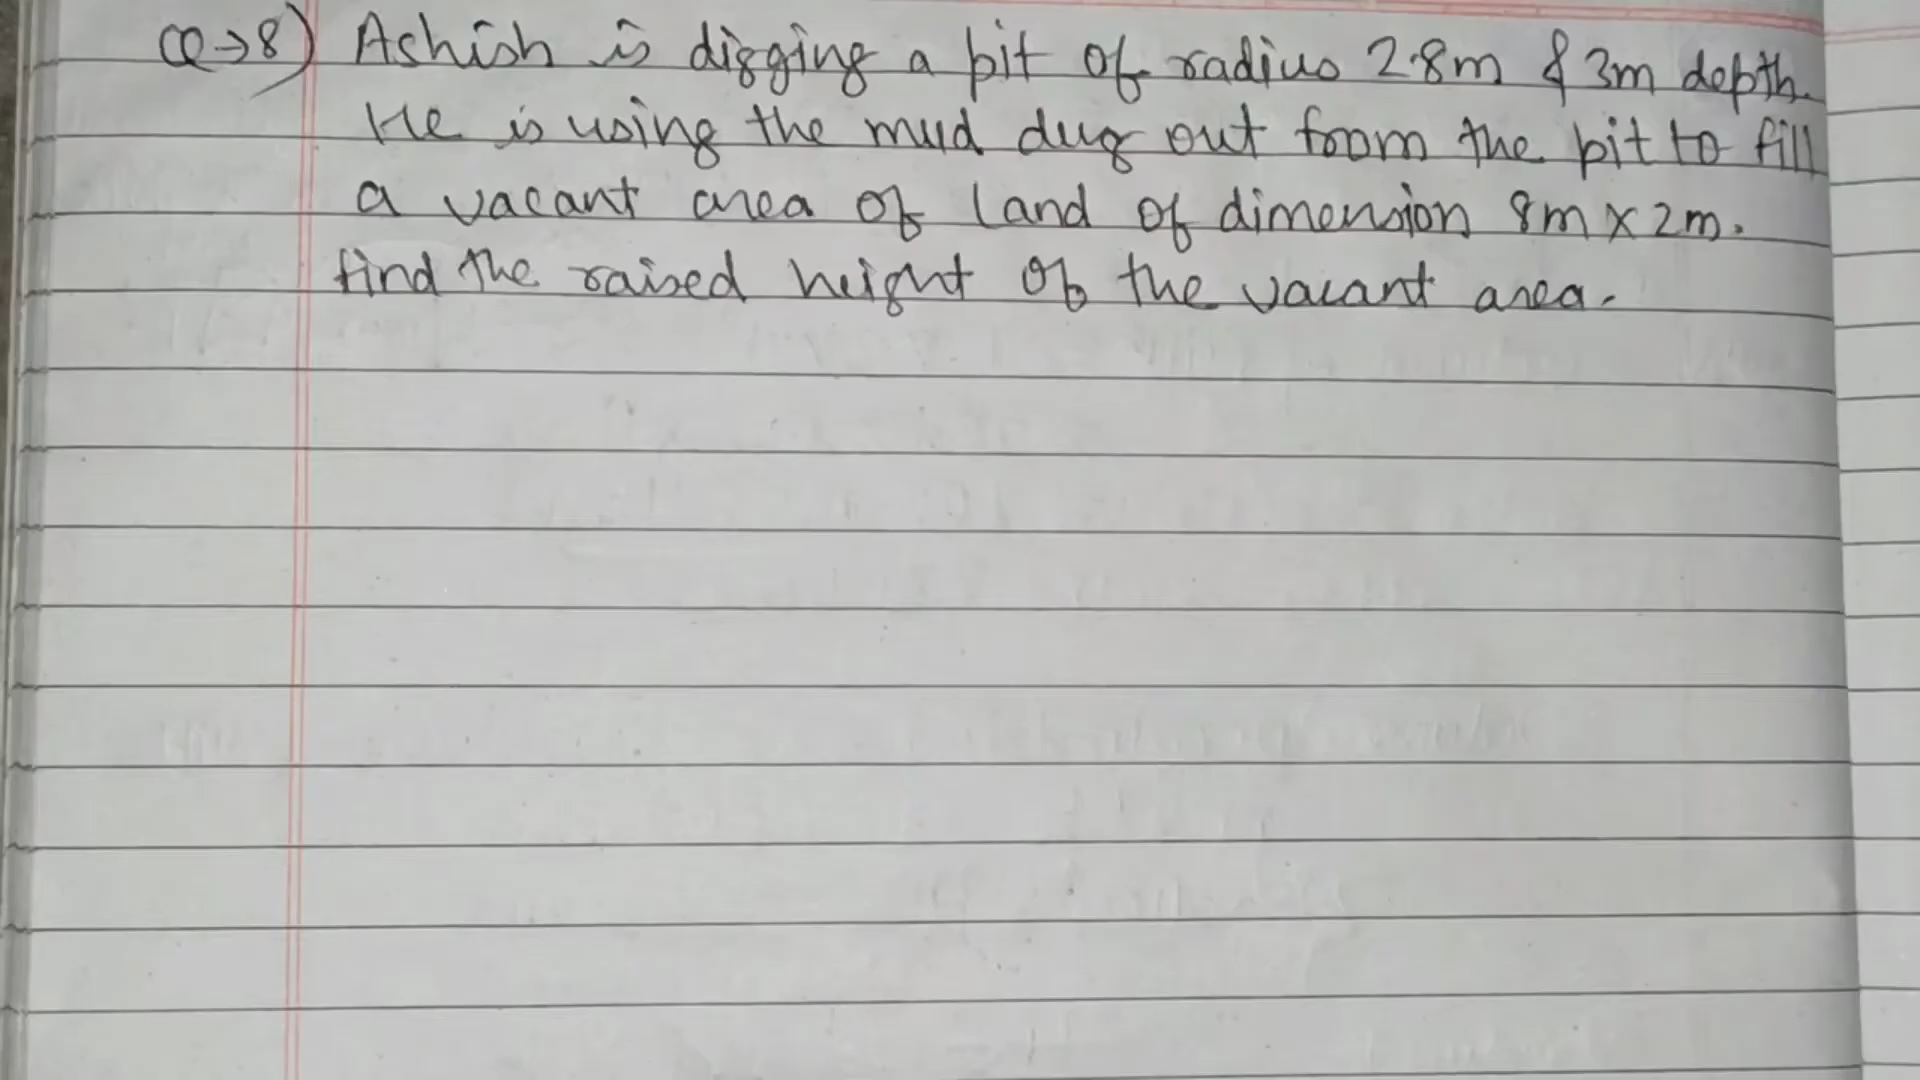 Q→8) Ashish is digging a pit of radius 2.8m & 3m depth.
He is using the mud dug out from the pit to fill
a vacant area of land of dimension 8m x 2m.
find the raised height of the vacant area.